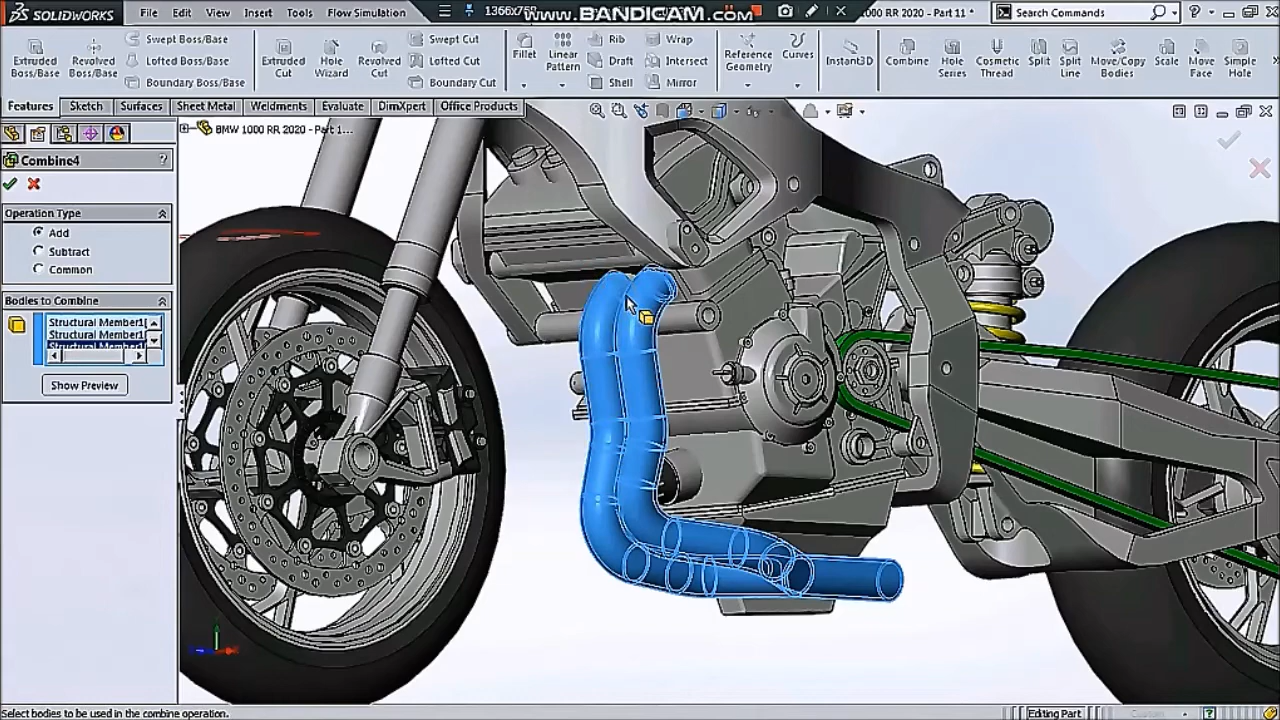 SOLIDWORKS
File Edit View Insert Tools Flow Simulation
1366x768
www.BANDICAM.com
1000 RR 2020 - Part 11 *
Search Commands
Extruded Boss/Base
Revolved Boss/Base
Swept Boss/Base
Lofted Boss/Base
Boundary Boss/Base
Extruded Cut
Hole Wizard
Revolved Cut
Swept Cut
Lofted Cut
Boundary Cut
Fillet
Linear Pattern
Rib
Draft
Shell
Wrap
Intersect
Mirror
Reference Geometry
Curves
Instant3D
Combine
Hole Series
Cosmetic Thread
Split
Split Line
Move/Copy Bodies
Scale
Move Face
Simple Hole
Features Sketch Surfaces Sheet Metal Weldments Evaluate DimXpert Office Products
BMW 1000 RR 2020 - Part 1...
Combine4 ?
Operation Type
Add
Subtract
Common
Bodies to Combine
Structural Member1[
Structural Member1[
Structural Member1[
Show Preview
Select bodies to be used in the combine operation.
Editing Part